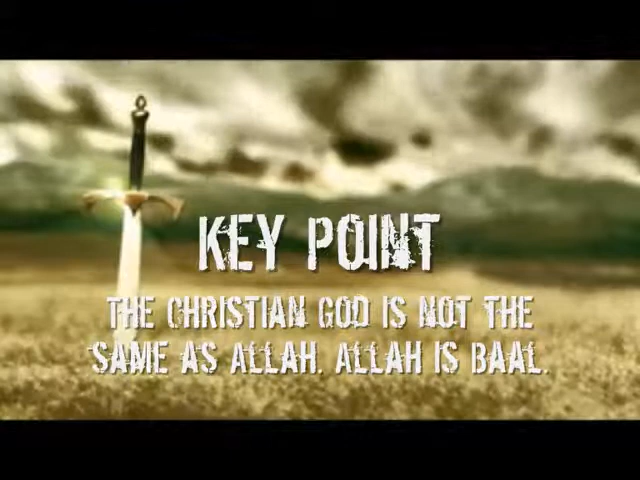 KEY POINT
THE CHRISTIAN GOD IS NOT THE
SAME AS ALLAH. ALLAH IS BAAL.